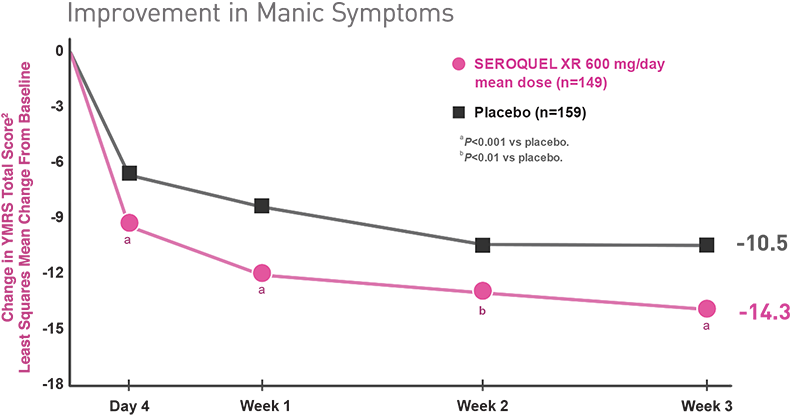 Improvement in Manic Symptoms
Change in YMRS Total Score2
Least Squares Mean Change From Baseline
0
-3
-6
-9
-12
-15
-18
SEROQUEL XR 600 mg/day
mean dose (n=149)
Placebo (n=159)
a P<0.001 vs placebo.
b P<0.01 vs placebo.
a
a
b
a
-10.5
-14.3
Day 4
Week 1
Week 2
Week 3